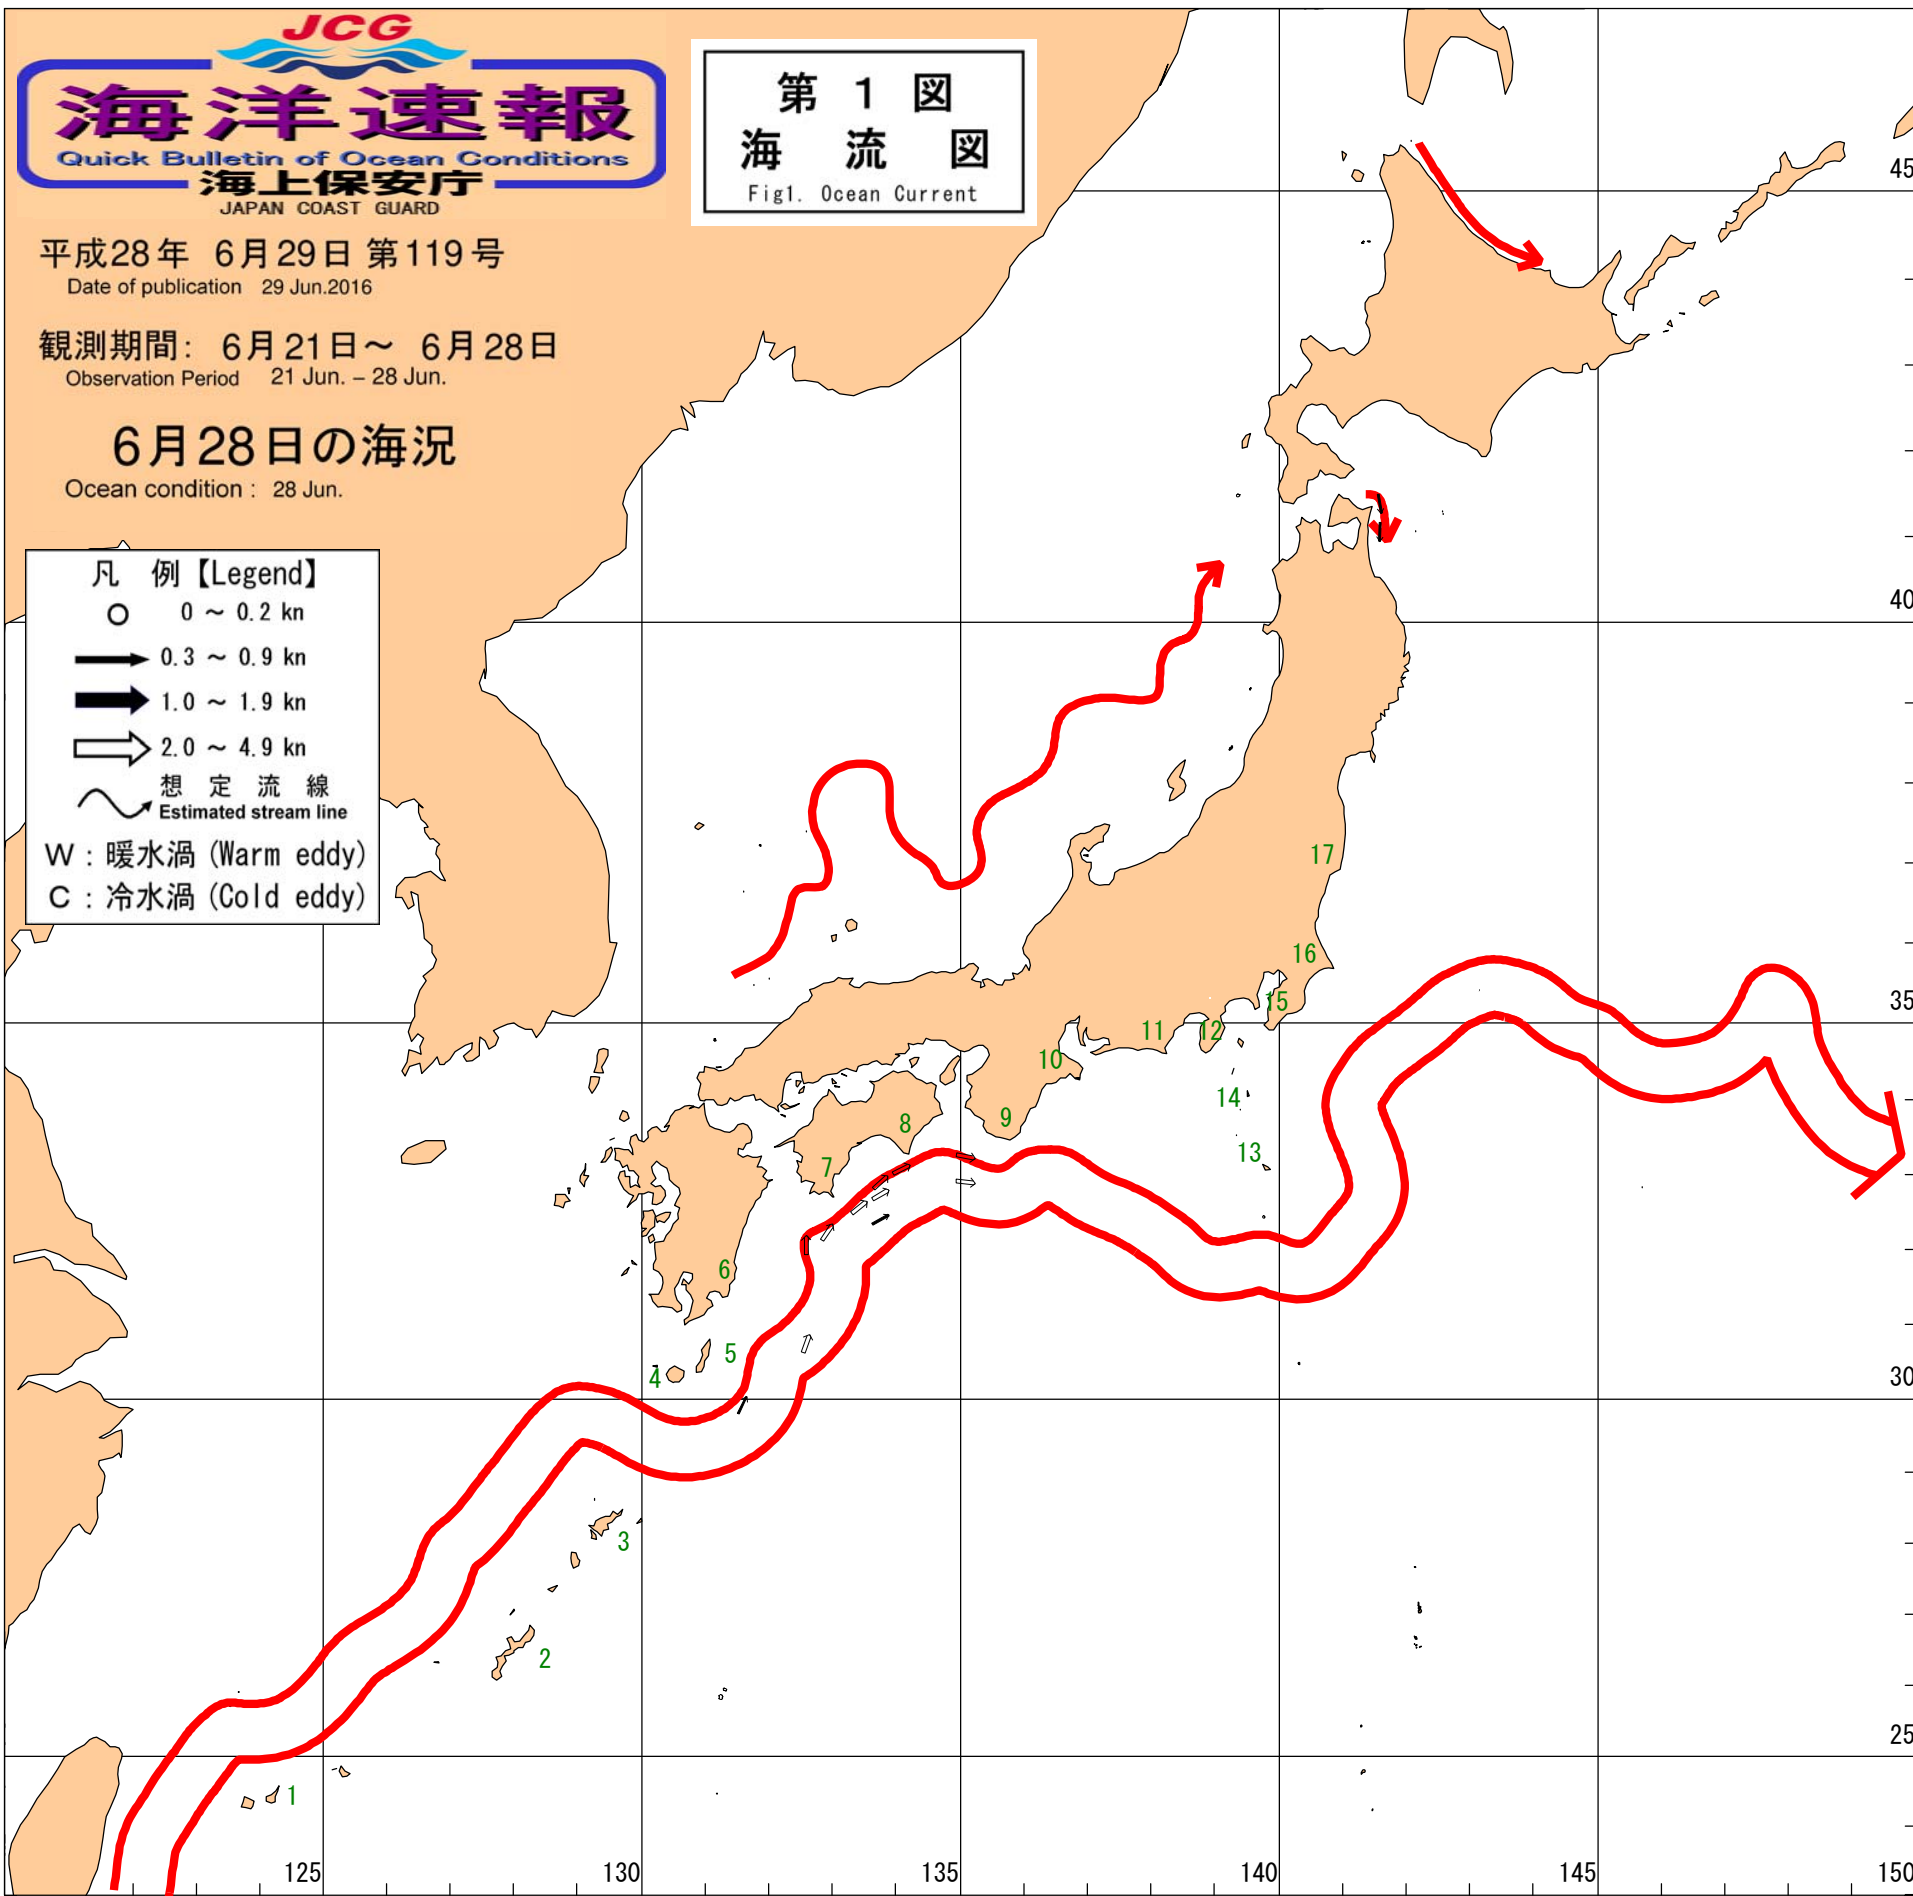 JCG
海洋速報
Quick Bulletin of Ocean Conditions
海上保安庁
JAPAN COAST GUARD
第 1 図
海 流 図
Fig1. Ocean Current
平成28年 6月29日 第119号
Date of publication 29 Jun.2016
観測期間: 6月21日～ 6月28日
Observation Period 21 Jun. – 28 Jun.
6月28日の海況
Ocean condition : 28 Jun.
凡 例【Legend】
0 ～ 0.2 kn
0.3 ～ 0.9 kn
1.0 ～ 1.9 kn
2.0 ～ 4.9 kn
想 定 流 線
Estimated stream line
W : 暖水渦 (Warm eddy)
C : 冷水渦 (Cold eddy)
45
40
35
30
25
17
16
15
12
11
10
14
13
9
8
7
6
5
4
3
2
1
125
130
135
140
145
150